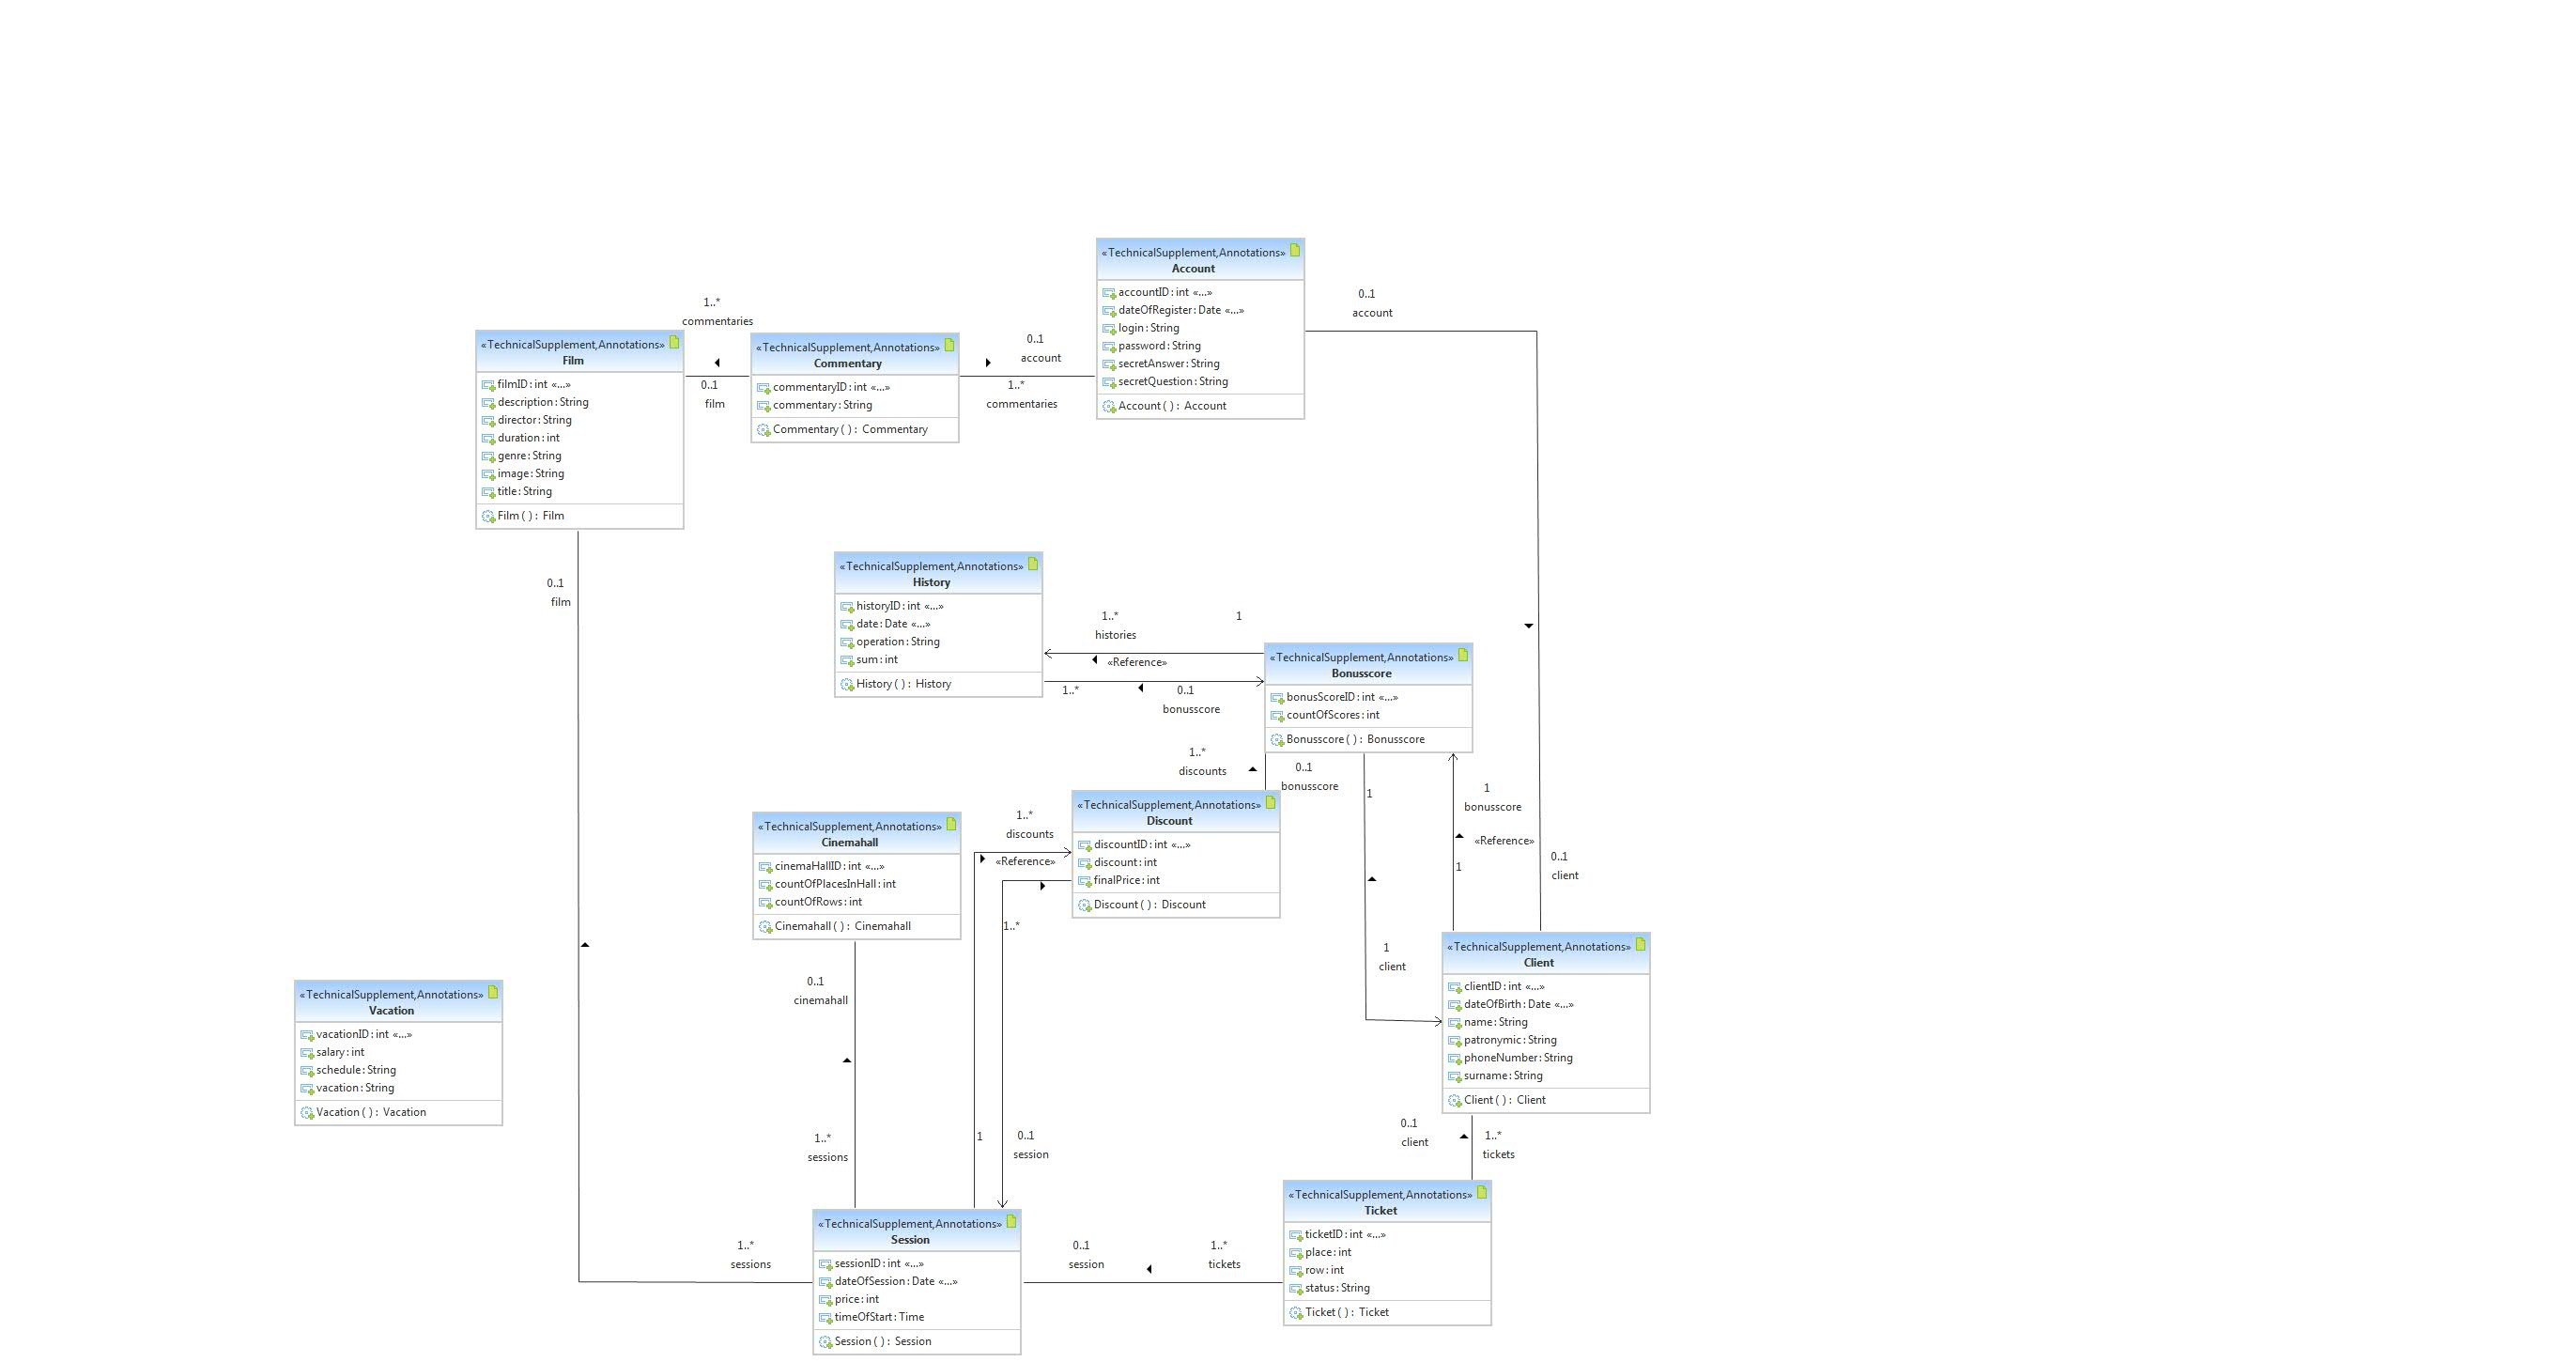 «TechnicalSupplement,Annotations»
Account
accountID:int «...»
dateOfRegister:Date «...»
login:String
password:String
secretAnswer:String
secretQuestion:String
Account ( ) : Account
0..1
account
1..*
commentaries
«TechnicalSupplement,Annotations»
Film
filmID:int «...»
description:String
director:String
duration:int
genre:String
image:String
title:String
Film ( ) : Film
0..1
film
«TechnicalSupplement,Annotations»
Commentary
commentaryID:int «...»
commentary:String
Commentary ( ) : Commentary
0..1
account
1..*
commentaries
0..1
film
«TechnicalSupplement,Annotations»
History
historyID:int «...»
date:Date «...»
operation:String
sum:int
History ( ) : History
1..*
histories
1
«Reference»
1..*
0..1
bonusscore
«TechnicalSupplement,Annotations»
Bonusscore
bonusScoreID:int «...»
countOfScores:int
Bonusscore ( ) : Bonusscore
1..*
discounts
0..1
bonusscore
1
1
bonusscore
«Reference»
1
0..1
client
1
client
«TechnicalSupplement,Annotations»
Cinemahall
cinemaHallID:int «...»
countOfPlacesInHall:int
countOfRows:int
Cinemahall ( ) : Cinemahall
1..*
discounts
«Reference»
«TechnicalSupplement,Annotations»
Discount
discountID:int «...»
discount:int
finalPrice:int
Discount ( ) : Discount
1..*
0..1
cinemahall
«TechnicalSupplement,Annotations»
Client
clientID:int «...»
dateOfBirth:Date «...»
name:String
patronymic:String
phoneNumber:String
surname:String
Client ( ) : Client
«TechnicalSupplement,Annotations»
Vacation
vacationID:int «...»
salary:int
schedule:String
vacation:String
Vacation ( ) : Vacation
1..*
sessions
1
0..1
session
0..1
client
1..*
tickets
«TechnicalSupplement,Annotations»
Session
sessionID:int «...»
dateOfSession:Date «...»
price:int
timeOfStart:Time
Session ( ) : Session
1..*
sessions
0..1
session
1..*
tickets
«TechnicalSupplement,Annotations»
Ticket
ticketID:int «...»
place:int
row:int
status:String
Ticket ( ) : Ticket